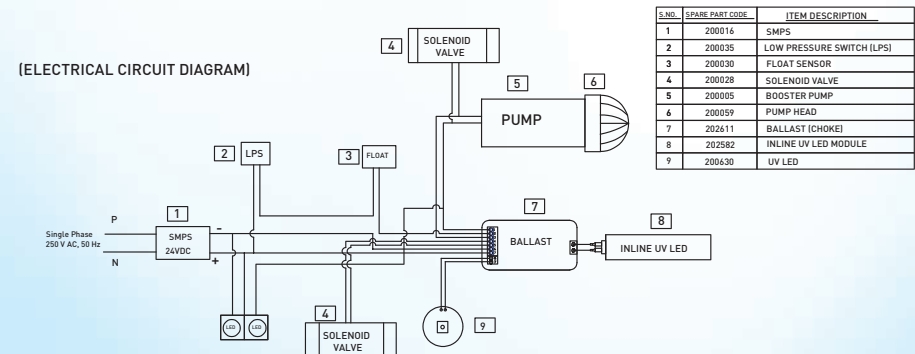 (ELECTRICAL CIRCUIT DIAGRAM)
S.NO. SPARE PART CODE ITEM DESCRIPTION
1 200016 SMPS
2 200035 LOW PRESSURE SWITCH (LPS)
3 200030 FLOAT SENSOR
4 200028 SOLENOID VALVE
5 200005 BOOSTER PUMP
6 200059 PUMP HEAD
7 202611 BALLAST (CHOKE)
8 202582 INLINE UV LED MODULE
9 200630 UV LED
4
SOLENOID
VALVE
5
6
PUMP
2
LPS
3
FLOAT
P
Single Phase
250 V AC, 50 Hz
N
1
SMPS
24VDC
-
+
7
BALLAST
8
INLINE UV LED
LED
LED
4
SOLENOID
VALVE
9